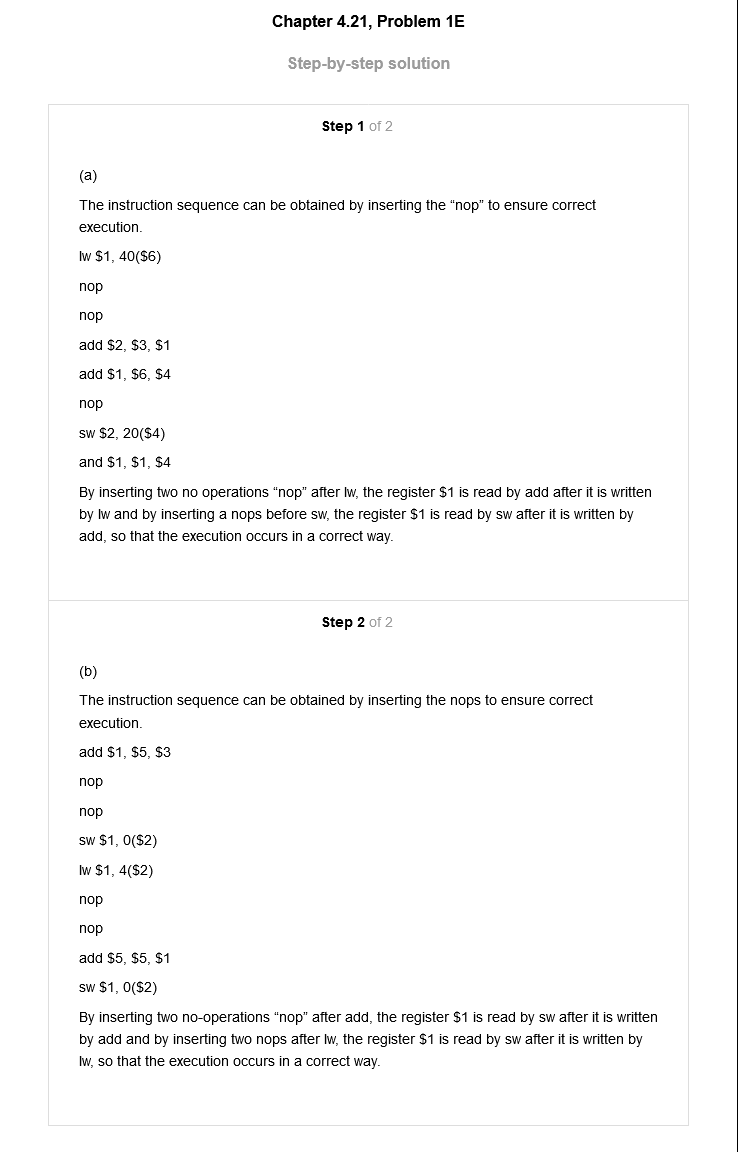 Chapter 4.21, Problem 1E
Step-by-step solution
Step 1 of 2
(a)
The instruction sequence can be obtained by inserting the “nop” to ensure correct
execution.
lw $1, 40($6)
nop
nop
add $2, $3, $1
add $1, $6, $4
nop
sw $2, 20($4)
and $1, $1, $4
By inserting two no operations “nop” after lw, the register $1 is read by add after it is written
by lw and by inserting a nops before sw, the register $1 is read by sw after it is written by
add, so that the execution occurs in a correct way.
Step 2 of 2
(b)
The instruction sequence can be obtained by inserting the nops to ensure correct
execution.
add $1, $5, $3
nop
nop
sw $1, 0($2)
lw $1, 4($2)
nop
nop
add $5, $5, $1
sw $1, 0($2)
By inserting two no-operations “nop” after add, the register $1 is read by sw after it is written
by add and by inserting two nops after lw, the register $1 is read by sw after it is written by
lw, so that the execution occurs in a correct way.